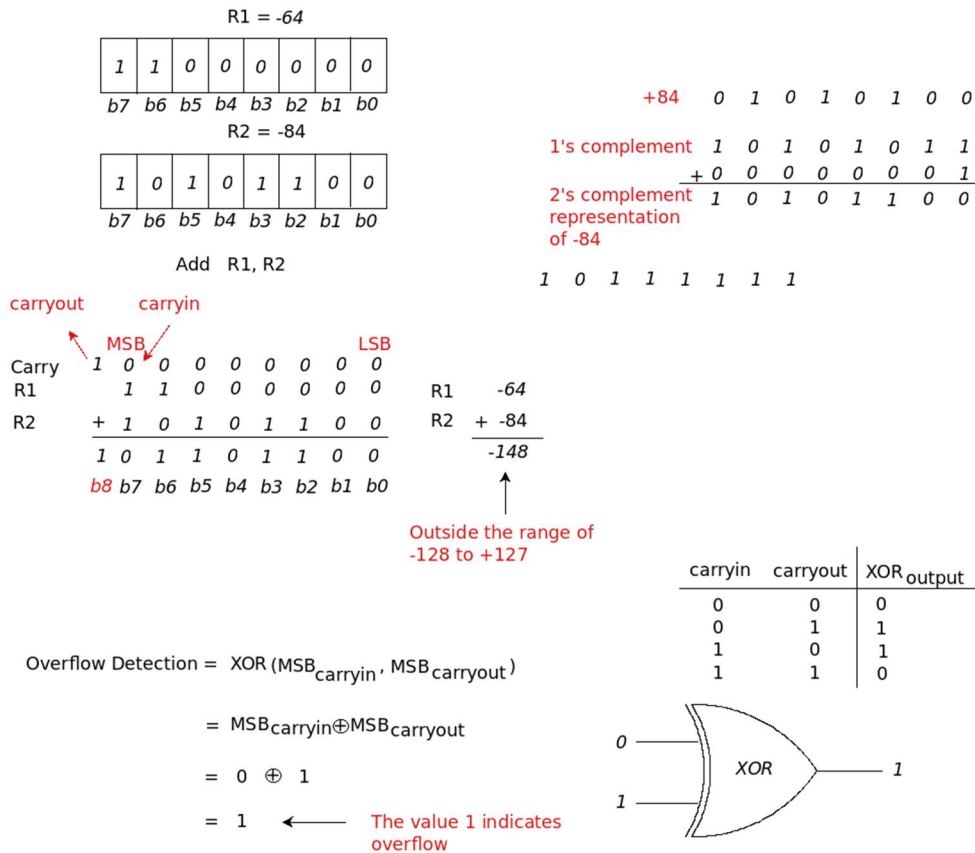 R1 = -64
1 1 0 0 0 0 0 0
b7 b6 b5 b4 b3 b2 b1 b0
R2 = -84
1 0 1 0 1 1 0 0
b7 b6 b5 b4 b3 b2 b1 b0
Add R1, R2
+84 0 1 0 1 0 1 0 0
1's complement 1 0 1 0 1 0 1 1
+ 0 0 0 0 0 0 0 1
2's complement 1 0 1 0 1 1 0 0
representation
of -84
1 0 1 1 1 1 1 1
carryout carryin
MSB LSB
Carry 1 0 0 0 0 0 0 0 0
R1 1 1 0 0 0 0 0 0
R2 + 1 0 1 0 1 1 0 0
1 0 1 1 0 1 1 0 0
b8 b7 b6 b5 b4 b3 b2 b1 b0
R1 -64
R2 + -84
-148
Outside the range of
-128 to +127
carryin carryout XOR output
0 0 0
0 1 1
1 0 1
1 1 0
Overflow Detection = XOR (MSB carryin, MSB carryout)
= MSB carryin ⊕ MSB carryout
= 0 ⊕ 1
= 1
The value 1 indicates
overflow
0
1
XOR
1